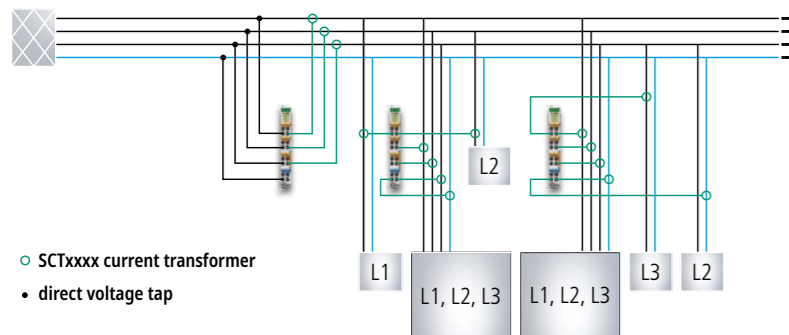 L2
SCTxxxx current transformer
direct voltage tap
L1
L1, L2, L3
L1, L2, L3
L3
L2